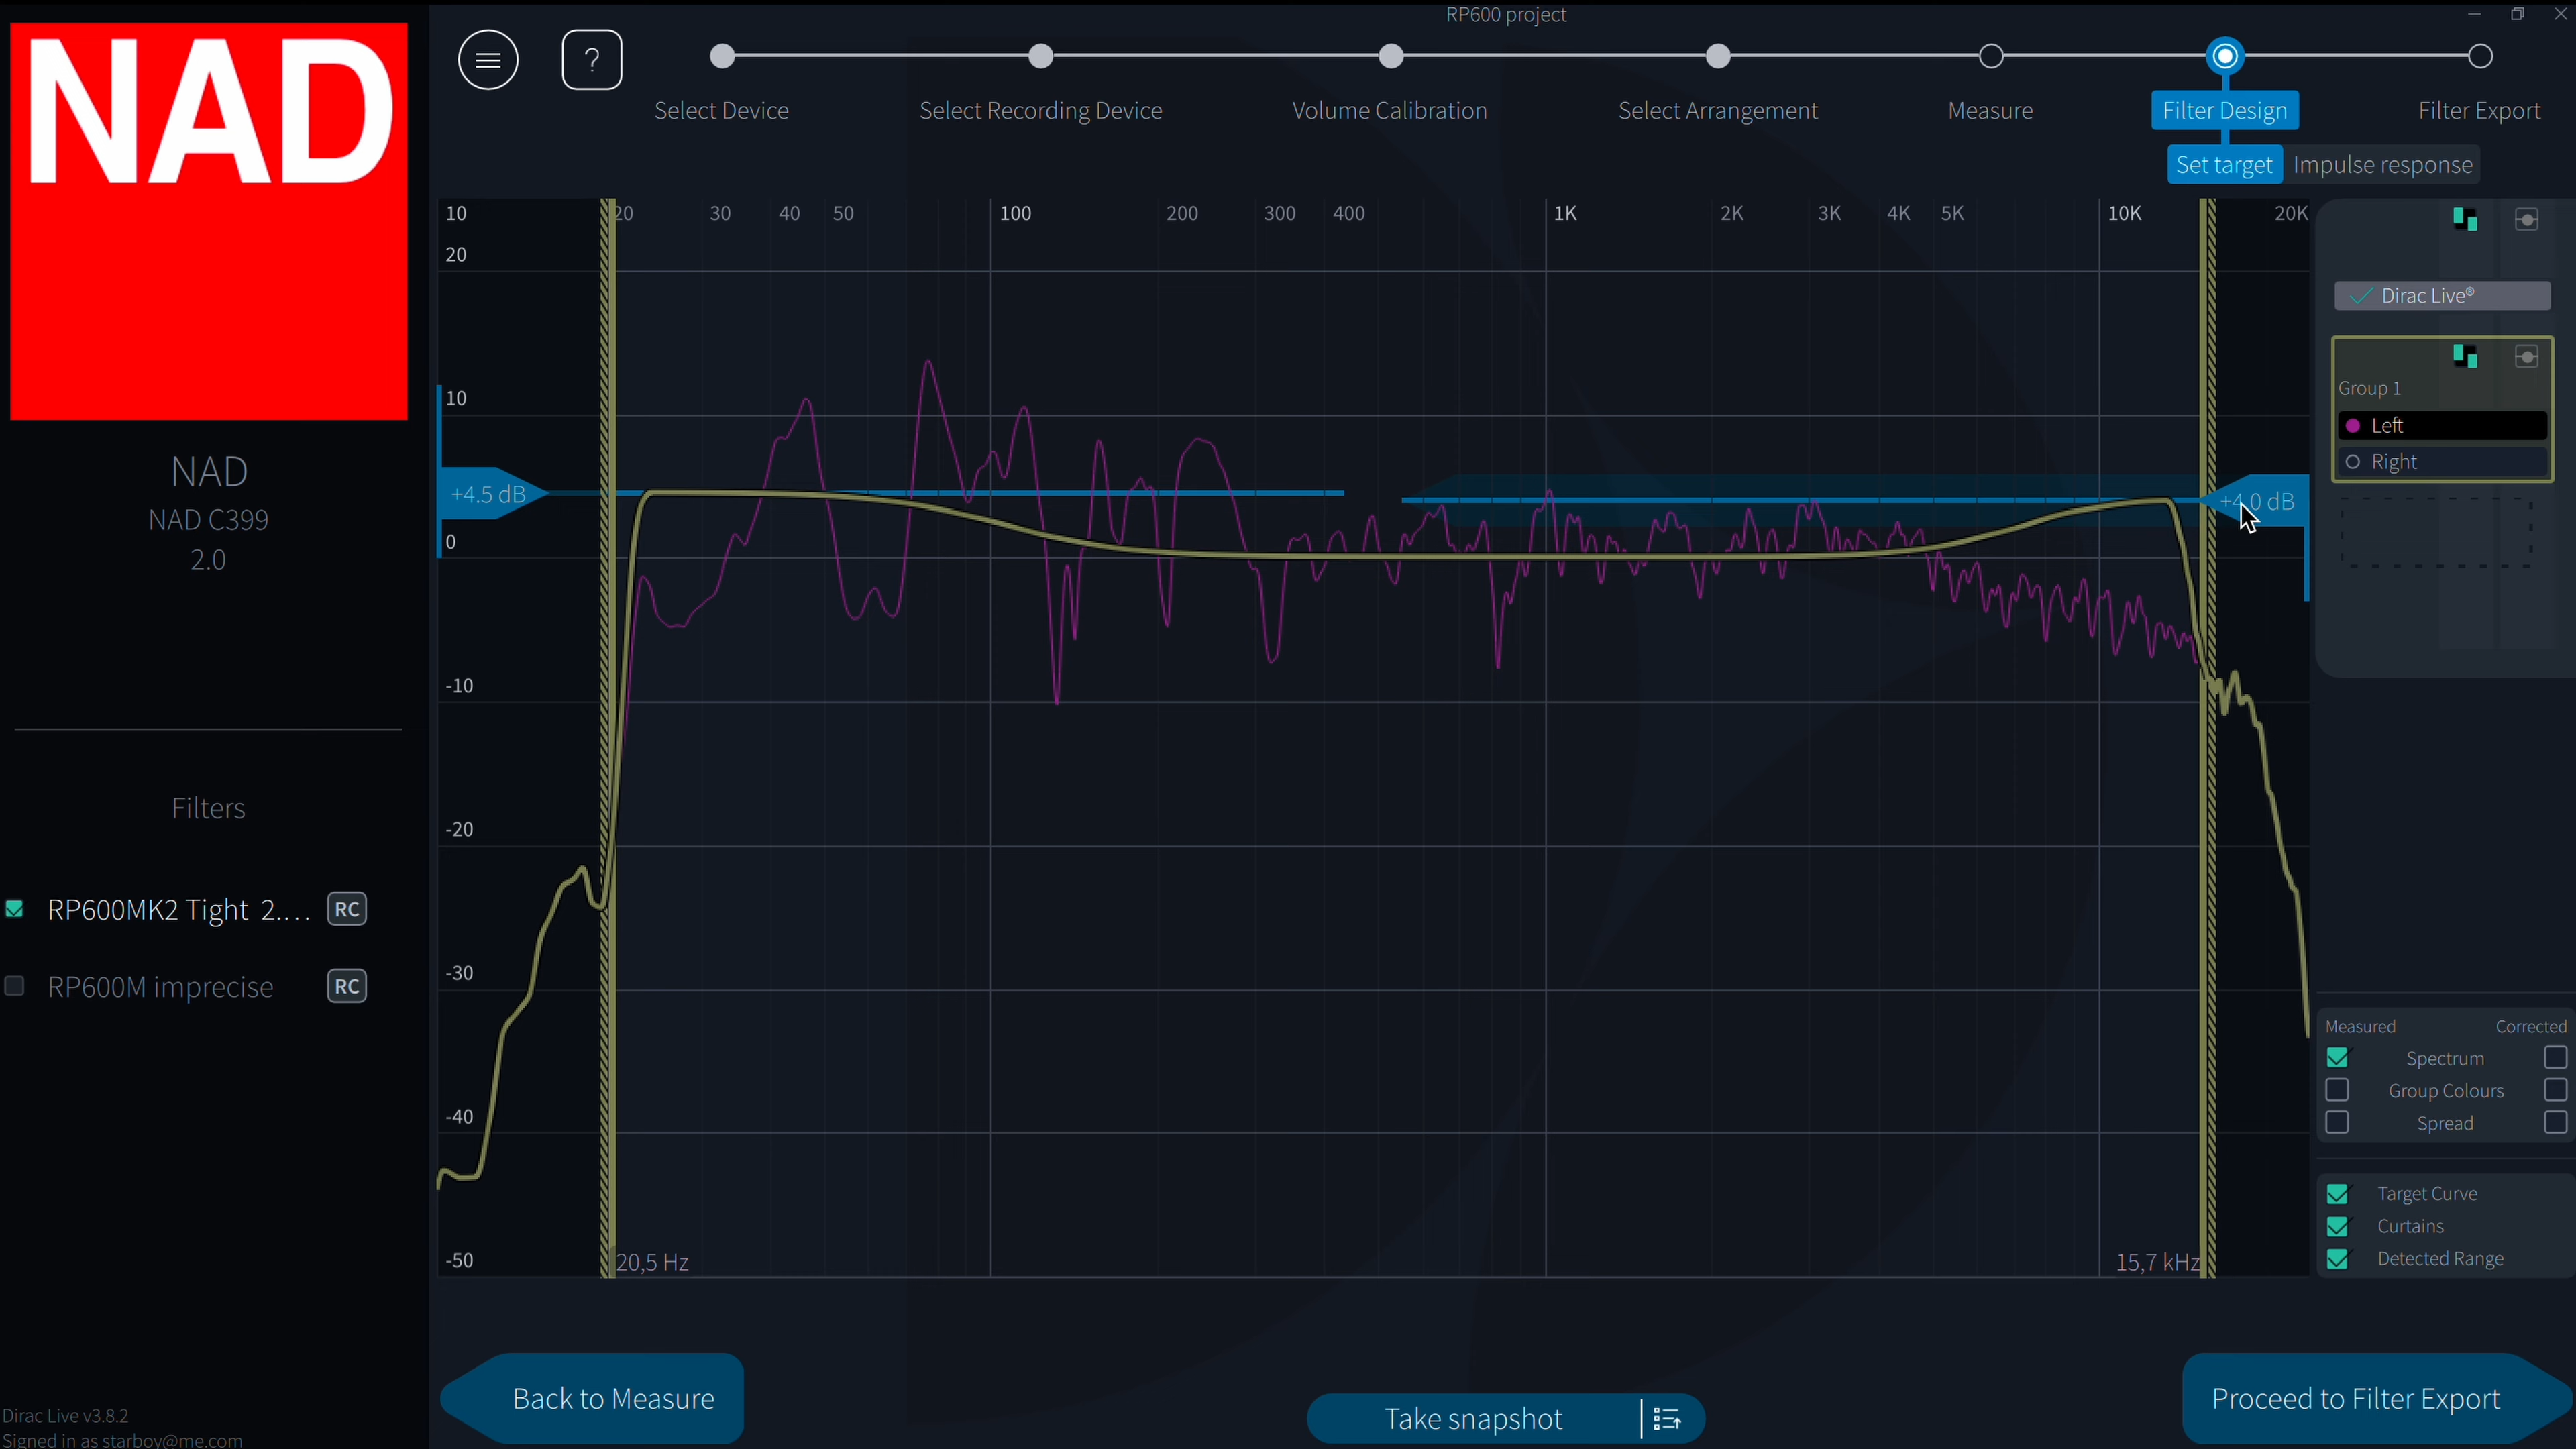 RP600 project
NAD
?
Select Device
Select Recording Device
Volume Calibration
Select Arrangement
Measure
Filter Design
Filter Export
Set target
Impulse response
10
20
30
40
50
100
200
300
400
1K
2K
3K
4K
5K
10K
20K
20
10
0
-10
-20
-30
-40
-50
+4.5 dB
+4.0 dB
20,5 Hz
15,7 kHz
Dirac Live®
Group 1
Left
Right
NAD
NAD C399
2.0
Filters
RP600MK2 Tight 2....
RC
RP600M imprecise
RC
Measured
Corrected
Spectrum
Group Colours
Spread
Target Curve
Curtains
Detected Range
Back to Measure
Take snapshot
Proceed to Filter Export
Dirac Live v3.8.2
Signed in as starboy@me.com